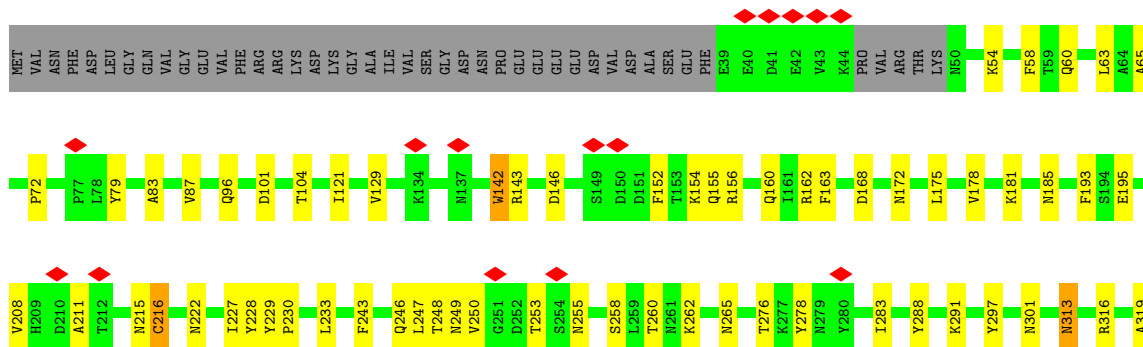 MET VAL ASN PHE ASP LEU GLY GLN VAL GLY GLU VAL PHE ARG ARG LYS ASP LYS GLY ALA ILE VAL SER GLY ASP ASN PRO GLU GLU GLU GLU ASP VAL ASP ALA SER GLU PHE E39 E40 D41 E42 V43 K44 PRO VAL ARG THR LYS N50 K54 F58 T59 Q60 L63 A64 A65
P72 P77 L78 Y79 A83 V87 Q96 D101 T104 I121 V129 K134 N137 W142 R143 D146 S149 D150 D151 F152 T153 K154 Q155 R156 Q160 I161 R162 F163 D168 N172 L175 V178 K181 N185 F193 S194 E195
V208 H209 D210 A211 T212 N215 C216 N222 I227 Y228 Y229 P230 L233 F243 Q246 L247 T248 N249 V250 G251 D252 T253 S254 N255 S258 L259 T260 N261 K262 N265 T276 K277 Y278 N279 Y280 I283 Y288 K291 Y297 N301 N313 R316 A319